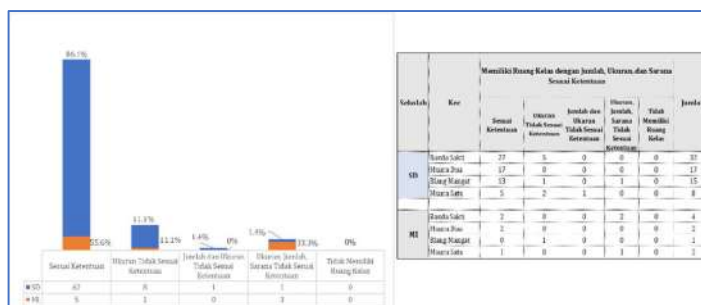 86.1%
55.6%
11.1%
11.1%
1.4%
0%
1.4%
33.3%
0%
Sesuai Ketentuan
Ukuran Tidak Sesuai Ketentuan
Jumlah dan Ukuran Tidak Sesuai Ketentuan
Ukuran, Jumlah, Sarana Tidak Sesuai Ketentuan
Tidak Memiliki Ruang Kelas
SD 62 8 1 1 0
MI 5 1 0 3 0
Memiliki Ruang Kelas dengan Jumlah, Ukuran, dan Sarana Sesuai Ketentuan
Sekolah Kec Sesuai Ketentuan
Ukuran Tidak Sesuai Ketentuan
Jumlah dan Ukuran Tidak Sesuai Ketentuan
Ukuran, Jumlah, Sarana Tidak Sesuai Ketentuan
Tidak Memiliki Ruang Kelas
SD
Banda Sakti 27 5 0 0 0
Muara Dua 17 0 0 0 0 17
Blang Mangat 13 1 0 1 0 15
Muara Satu 5 2 1 0 0 8
MI
Banda Sakti 2 0 0 2 0 4
Muara Dua 2 0 0 0 0 2
Blang Mangat 0 1 0 0 0 1
Muara Satu 1 0 0 1 0 2